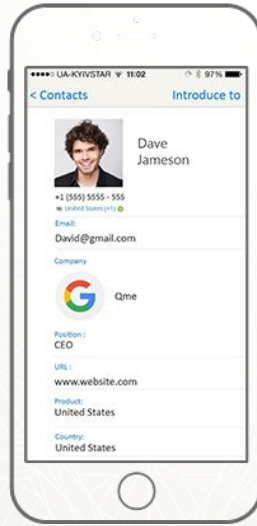 UA-KYIVSTAR 11:02 97%
< Contacts Introduce to
Dave
Jameson
+1 (555) 5555 - 555
United States (+1)
Email:
David@gmail.com
Company
G Qme
Position :
CEO
URL :
www.website.com
Product:
United States
Country:
United States